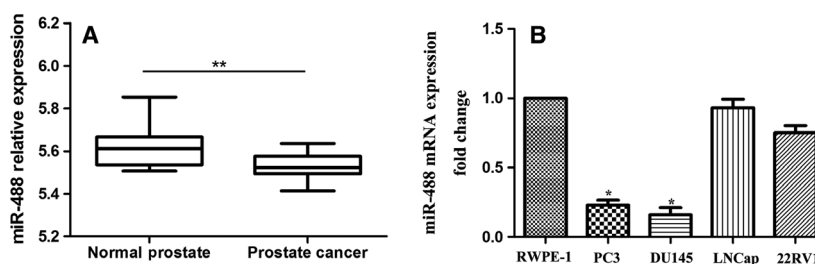 A
miR-488 relative expression
6.2
6.0
5.8
5.6
5.4
5.2
**
Normal prostate Prostate cancer
B
miR-488 mRNA expression
fold change
1.5
1.0
0.5
0.0
*
*
RWPE-1 PC3 DU145 LNCap 22RV1